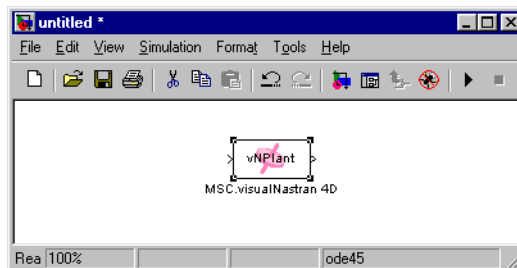 untitled *
File Edit View Simulation Format Tools Help
vNPlant
MSC.visualNastran 4D
Rea 100% ode45